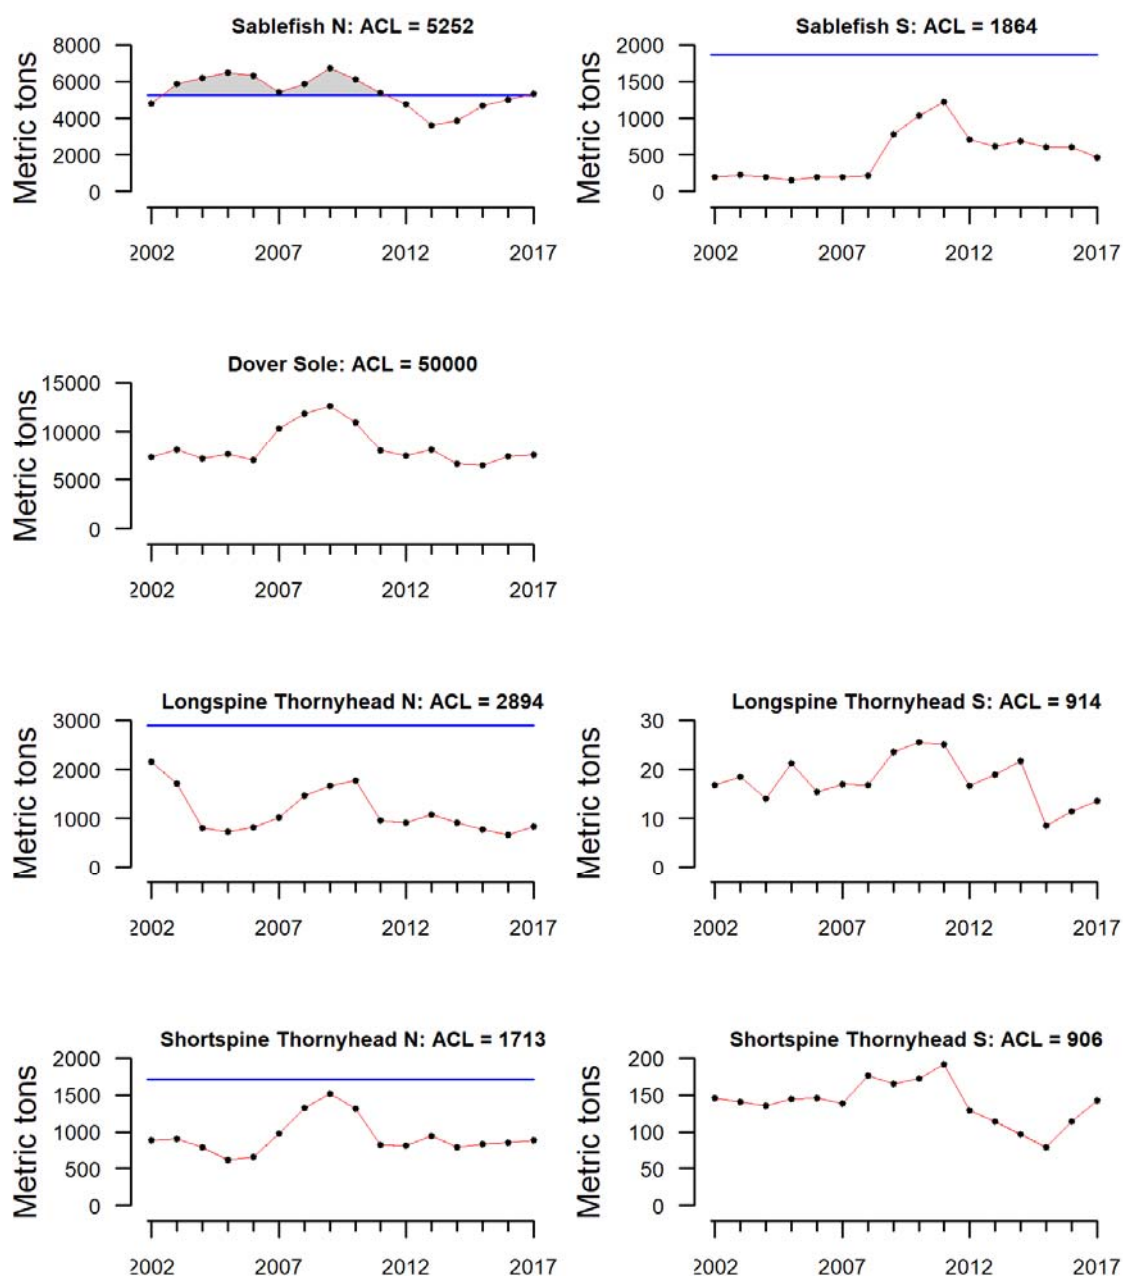 Sablefish N: ACL = 5252
Metric tons
8000
6000
4000
2000
0
2002 2007 2012 2017
Sablefish S: ACL = 1864
Metric tons
2000
1500
1000
500
0
2002 2007 2012 2017
Dover Sole: ACL = 50000
Metric tons
15000
10000
5000
0
2002 2007 2012 2017
Longspine Thornyhead N: ACL = 2894
Metric tons
3000
2000
1000
0
2002 2007 2012 2017
Longspine Thornyhead S: ACL = 914
Metric tons
30
20
10
0
2002 2007 2012 2017
Shortspine Thornyhead N: ACL = 1713
Metric tons
2000
1500
1000
500
0
2002 2007 2012 2017
Shortspine Thornyhead S: ACL = 906
Metric tons
200
150
100
50
0
2002 2007 2012 2017